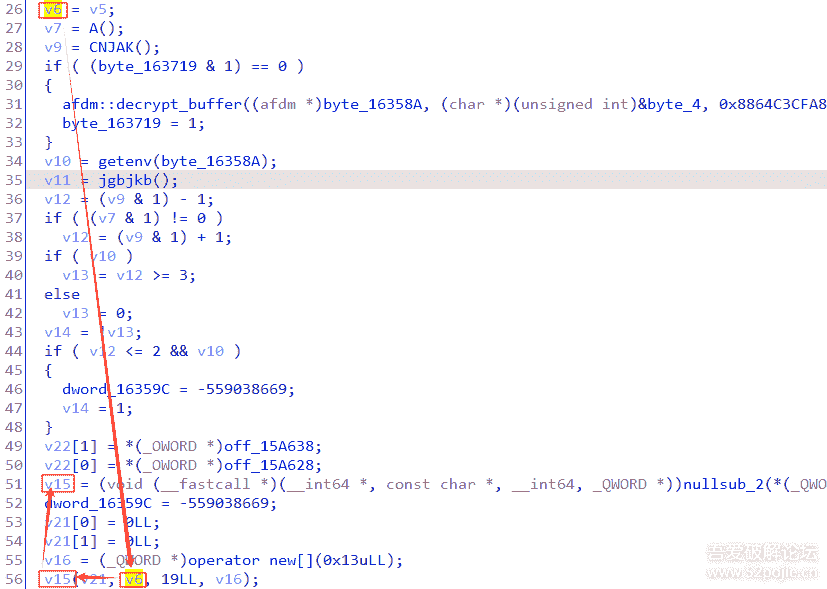 26 v6 = v5;
27 v7 = A();
28 v9 = CNJAK();
29 if ( (byte_163719 & 1) == 0 )
30 {
31 afdm::decrypt_buffer((afdm *)byte_16358A, (char *)(unsigned int)&byte_4, 0x8864C3CFA8
32 byte_163719 = 1;
33 }
34 v10 = getenv(byte_16358A);
35 v11 = jgbjkb();
36 v12 = (v9 & 1) - 1;
37 if ( (v7 & 1) != 0 )
38 v12 = (v9 & 1) + 1;
39 if ( v10 )
40 v13 = v12 >= 3;
41 else
42 v13 = 0;
43 v14 = !v13;
44 if ( v12 <= 2 && v10 )
45 {
46 dword_16359C = -559038669;
47 v14 = 1;
48 }
49 v22[1] = *(_OWORD *)off_15A638;
50 v22[0] = *(_OWORD *)off_15A628;
51 v15 = (void (__fastcall *)(__int64 *, const char *, __int64, _QWORD *))nullsub_2(*(_QWO
52 dword_16359C = -559038669;
53 v21[0] = 0LL;
54 v21[1] = 0LL;
55 v16 = (_QWORD *)operator new[](0x13uLL);
56 v15(v21, v6, 19LL, v16);
吾爱破解论坛
www.52pojie.cn